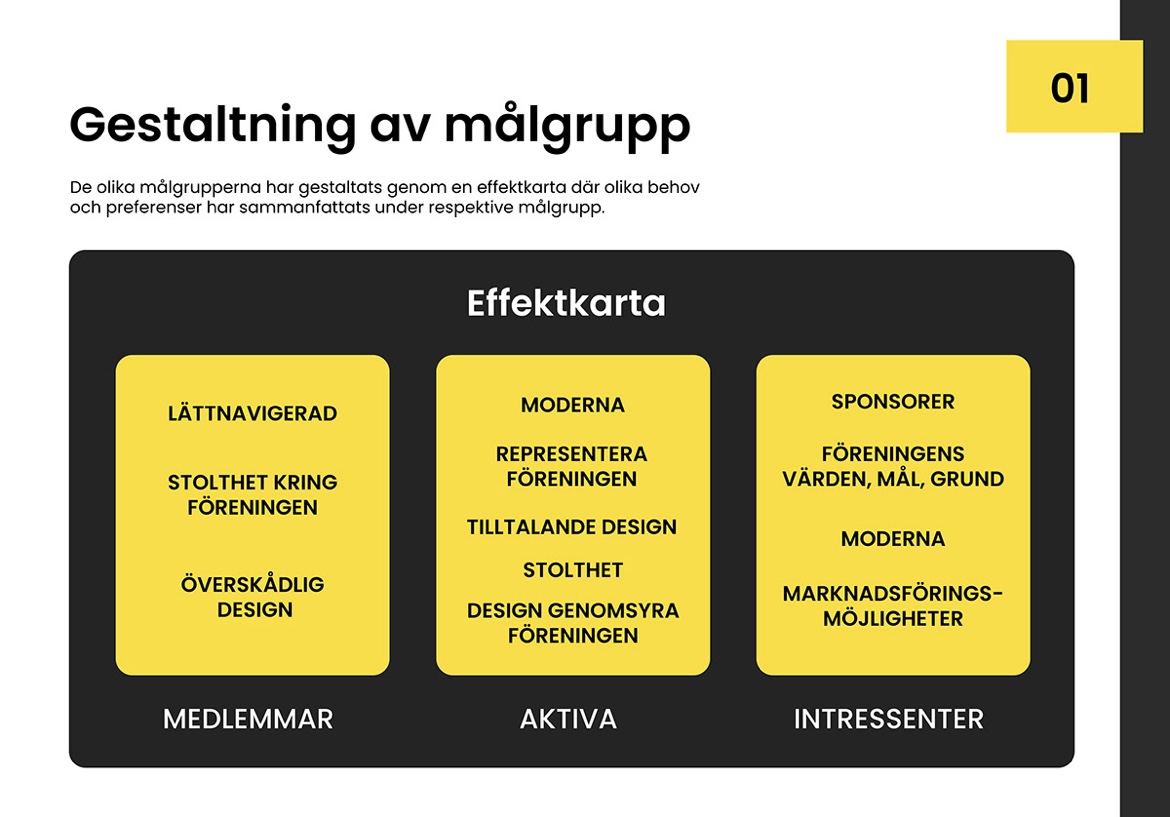 01
Gestaltning av målgrupp
De olika målgrupperna har gestaltats genom en effektkarta där olika behov
och preferenser har sammanfattats under respektive målgrupp.
Effektkarta
LÄTTNAVIGERAD
STOLTHET KRING
FÖRENINGEN
ÖVERSKÅDLIG
DESIGN
MEDLEMMAR
MODERNA
REPRESENTERA
FÖRENINGEN
TILLTALANDE DESIGN
STOLTHET
DESIGN GENOMSYRA
FÖRENINGEN
AKTIVA
SPONSORER
FÖRENINGENS
VÄRDEN, MÅL, GRUND
MODERNA
MARKNADSFÖRINGS-
MÖJLIGHETER
INTRESSENTER